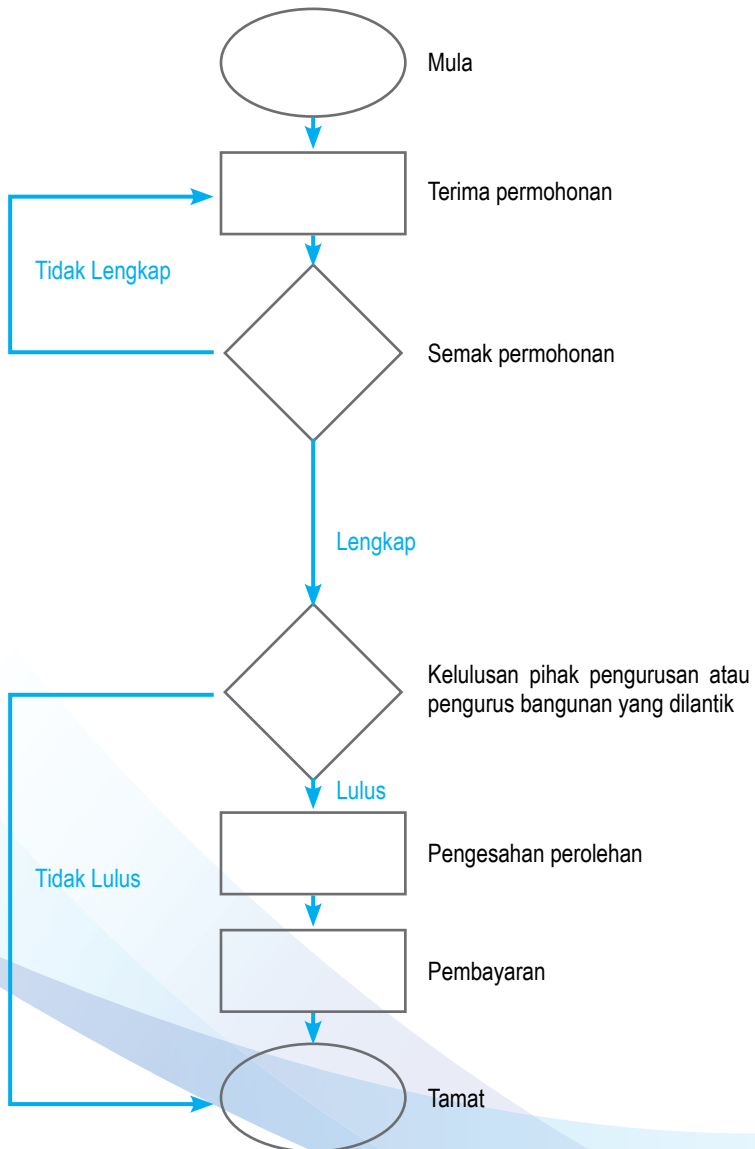 Mula
Terima permohonan
Tidak Lengkap
Semak permohonan
Lengkap
Kelulusan pihak pengurusan atau
pengurus bangunan yang dilantik
Lulus
Pengesahan perolehan
Tidak Lulus
Pembayaran
Tamat